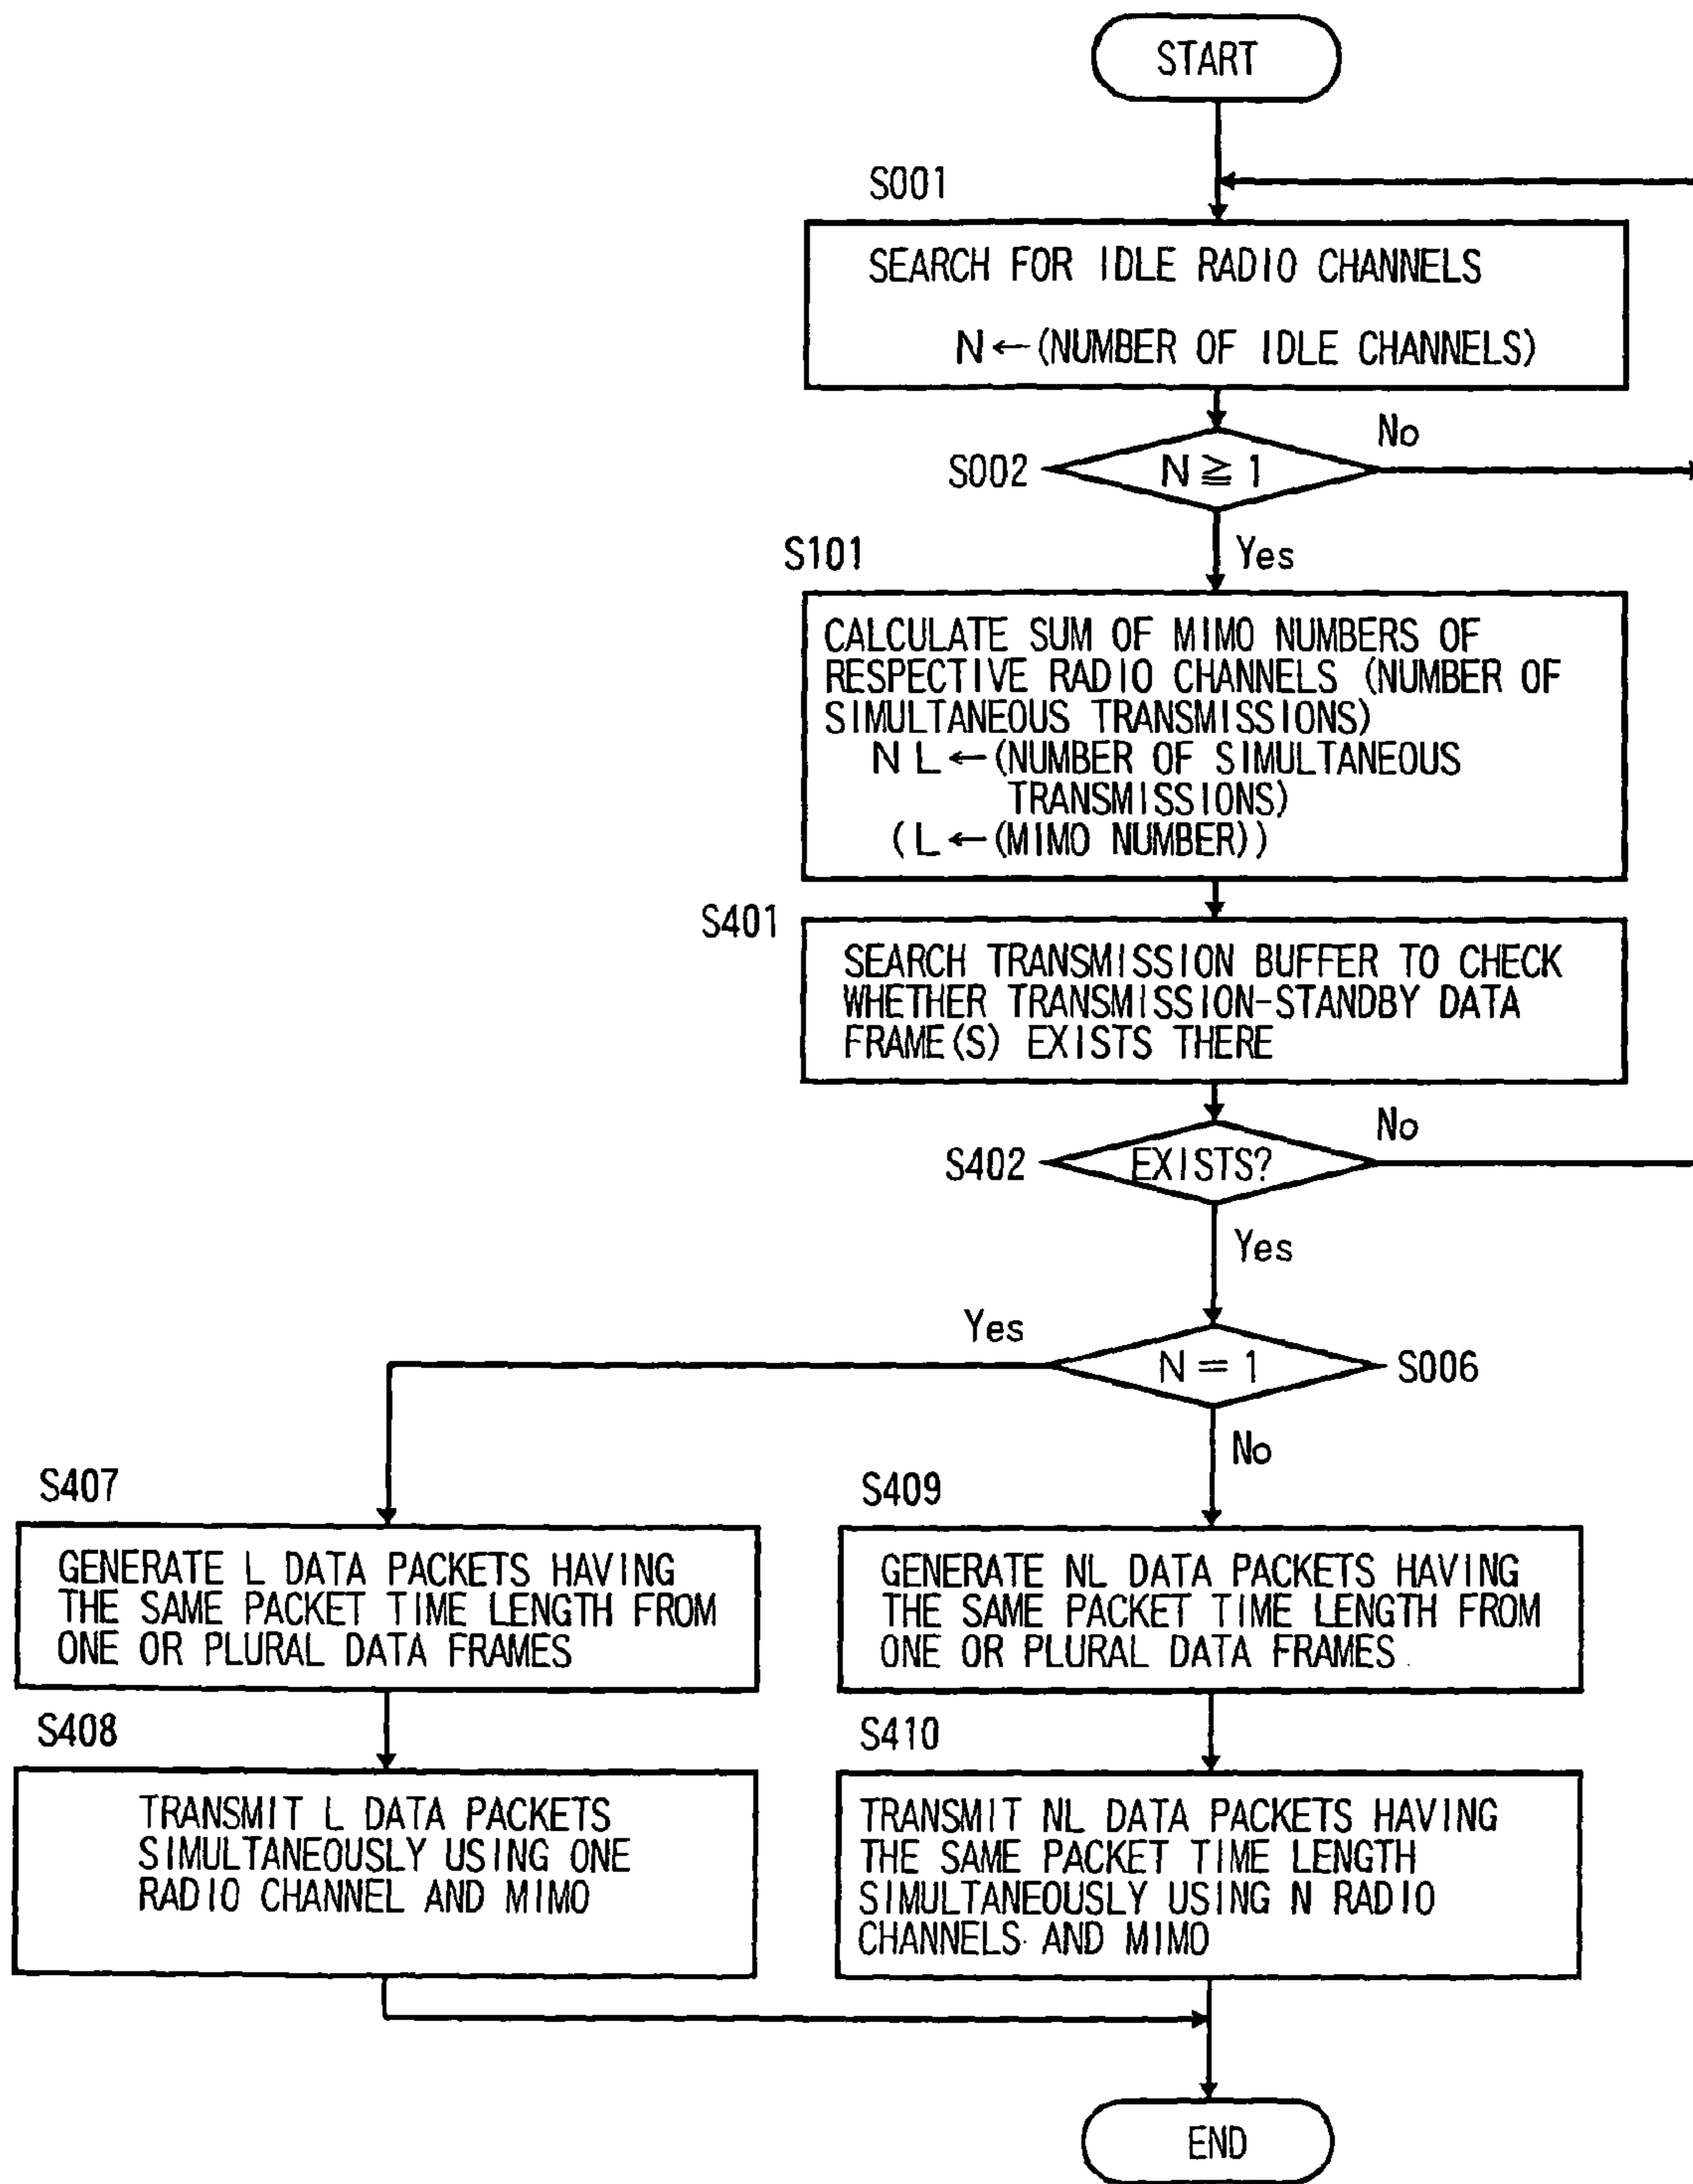 START
S001
SEARCH FOR IDLE RADIO CHANNELS
N←(NUMBER OF IDLE CHANNELS)
No
S002
N≧1
Yes
S101
CALCULATE SUM OF MIMO NUMBERS OF
RESPECTIVE RADIO CHANNELS (NUMBER OF
SIMULTANEOUS TRANSMISSIONS)
NL←(NUMBER OF SIMULTANEOUS
TRANSMISSIONS)
(L←(MIMO NUMBER))
S401
SEARCH TRANSMISSION BUFFER TO CHECK
WHETHER TRANSMISSION-STANDBY DATA
FRAME(S) EXISTS THERE
No
S402
EXISTS?
Yes
Yes
N=1
S006
No
S407
GENERATE L DATA PACKETS HAVING
THE SAME PACKET TIME LENGTH FROM
ONE OR PLURAL DATA FRAMES
S408
TRANSMIT L DATA PACKETS
SIMULTANEOUSLY USING ONE
RADIO CHANNEL AND MIMO
S409
GENERATE NL DATA PACKETS HAVING
THE SAME PACKET TIME LENGTH FROM
ONE OR PLURAL DATA FRAMES
S410
TRANSMIT NL DATA PACKETS HAVING
THE SAME PACKET TIME LENGTH
SIMULTANEOUSLY USING N RADIO
CHANNELS AND MIMO
END